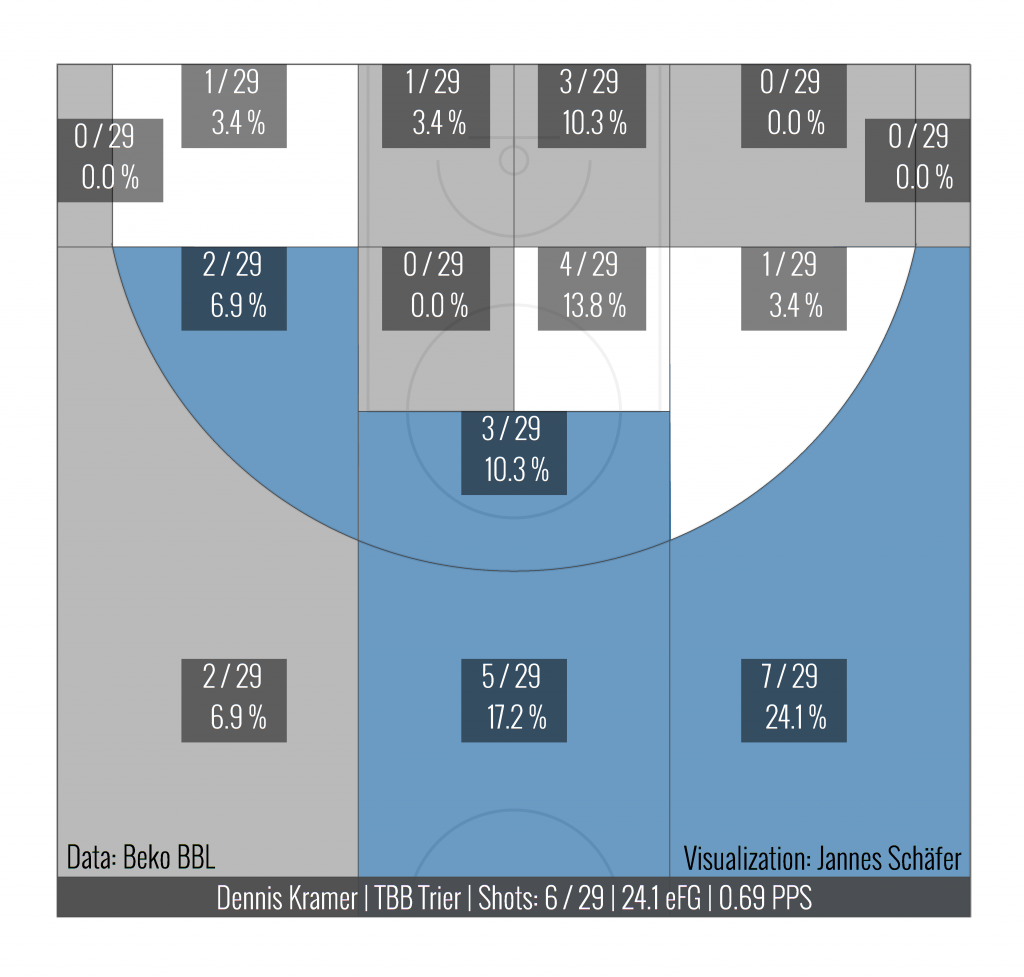 1 / 29
3.4 %
1 / 29
3.4 %
3 / 29
10.3 %
0 / 29
0.0 %
0 / 29
0.0 %
0 / 29
0.0 %
2 / 29
6.9 %
0 / 29
0.0 %
4 / 29
13.8 %
1 / 29
3.4 %
3 / 29
10.3 %
2 / 29
6.9 %
5 / 29
17.2 %
7 / 29
24.1 %
Data: Beko BBL
Visualization: Jannes Schäfer
Dennis Kramer | TBB Trier | Shots: 6 / 29 | 24.1 eFG | 0.69 PPS